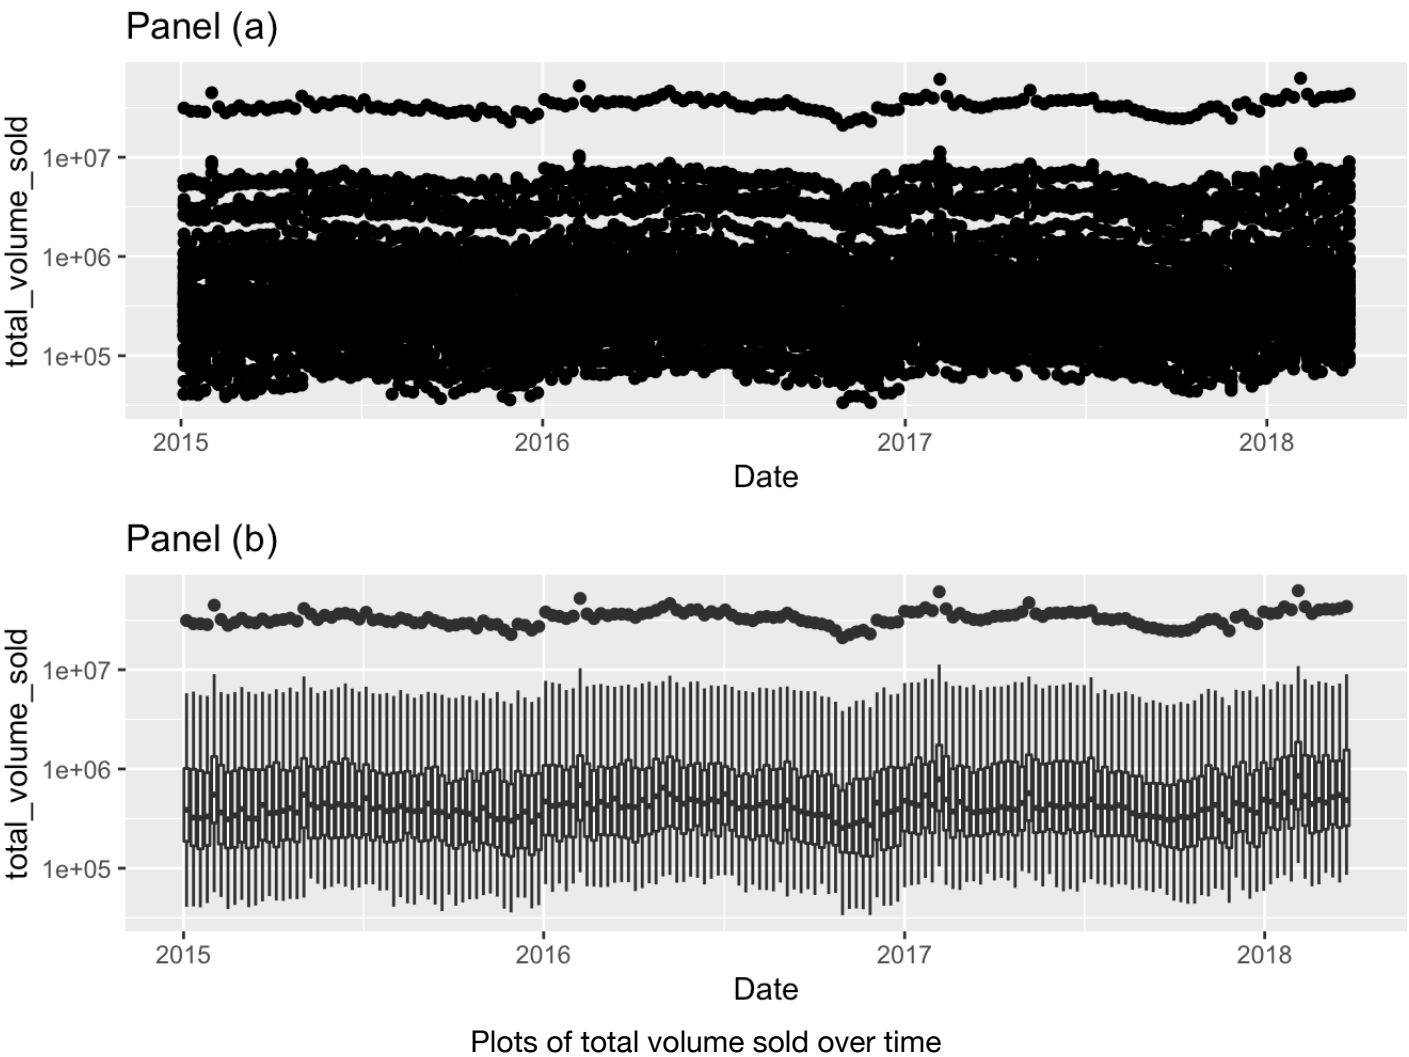 Panel (a)
total_volume_sold
1e+07
1e+06
1e+05
2015 2016 2017 2018
Date
Panel (b)
total_volume_sold
1e+07
1e+06
1e+05
2015 2016 2017 2018
Date
Plots of total volume sold over time